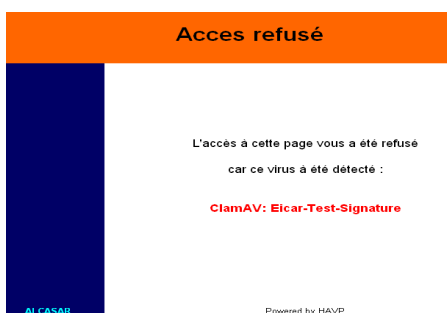 Acces refusé
L'accès à cette page vous a été refusé
car ce virus à été détecté :
ClamAV: Eicar-Test-Signature
ALCASAR
Powered by HAVP